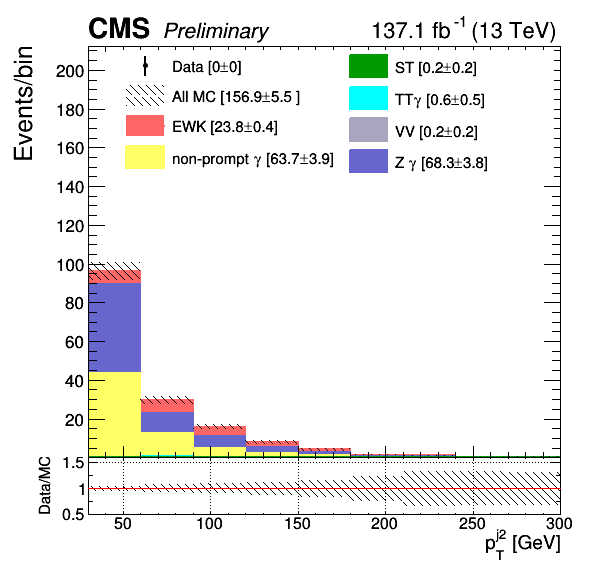 CMS Preliminary 137.1 fb⁻¹ (13 TeV)
Events/bin
200
180
160
140
120
100
80
60
40
20
Data [0±0]
All MC [156.9±5.5 ]
EWK [23.8±0.4]
non-prompt γ [63.7±3.9]
ST [0.2±0.2]
TTγ [0.6±0.5]
VV [0.2±0.2]
Z γ [68.3±3.8]
Data/MC
1.5
1
0.5
50 100 150 200 250 300
p_T^j2 [GeV]